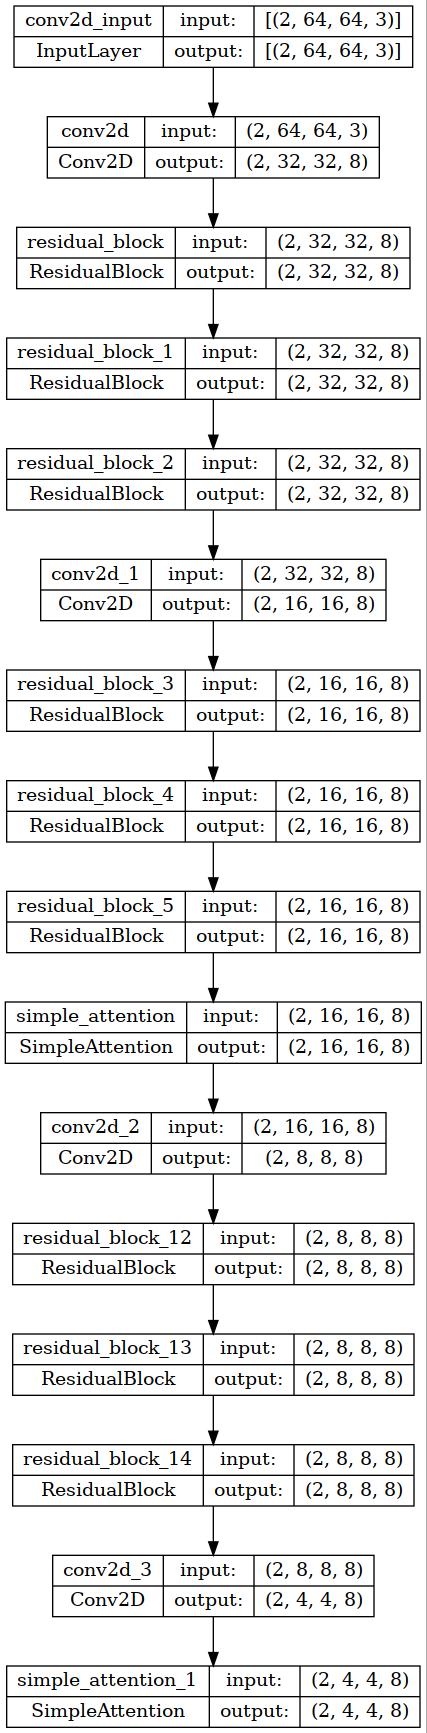 conv2d_input input: [(2, 64, 64, 3)]
InputLayer output: [(2, 64, 64, 3)]
conv2d input: (2, 64, 64, 3)
Conv2D output: (2, 32, 32, 8)
residual_block input: (2, 32, 32, 8)
ResidualBlock output: (2, 32, 32, 8)
residual_block_1 input: (2, 32, 32, 8)
ResidualBlock output: (2, 32, 32, 8)
residual_block_2 input: (2, 32, 32, 8)
ResidualBlock output: (2, 32, 32, 8)
conv2d_1 input: (2, 32, 32, 8)
Conv2D output: (2, 16, 16, 8)
residual_block_3 input: (2, 16, 16, 8)
ResidualBlock output: (2, 16, 16, 8)
residual_block_4 input: (2, 16, 16, 8)
ResidualBlock output: (2, 16, 16, 8)
residual_block_5 input: (2, 16, 16, 8)
ResidualBlock output: (2, 16, 16, 8)
simple_attention input: (2, 16, 16, 8)
SimpleAttention output: (2, 16, 16, 8)
conv2d_2 input: (2, 16, 16, 8)
Conv2D output: (2, 8, 8, 8)
residual_block_12 input: (2, 8, 8, 8)
ResidualBlock output: (2, 8, 8, 8)
residual_block_13 input: (2, 8, 8, 8)
ResidualBlock output: (2, 8, 8, 8)
residual_block_14 input: (2, 8, 8, 8)
ResidualBlock output: (2, 8, 8, 8)
conv2d_3 input: (2, 8, 8, 8)
Conv2D output: (2, 4, 4, 8)
simple_attention_1 input: (2, 4, 4, 8)
SimpleAttention output: (2, 4, 4, 8)